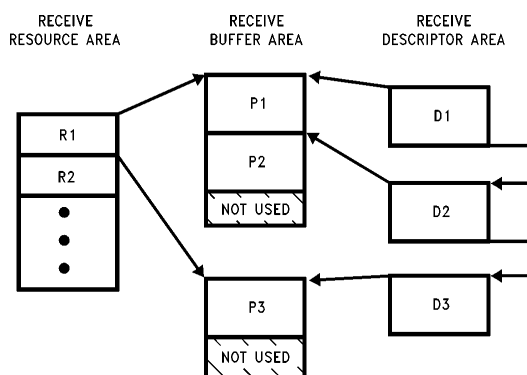 RECEIVE
RESOURCE AREA
RECEIVE
BUFFER AREA
RECEIVE
DESCRIPTOR AREA
R1
R2
P1
P2
NOT USED
P3
NOT USED
D1
D2
D3